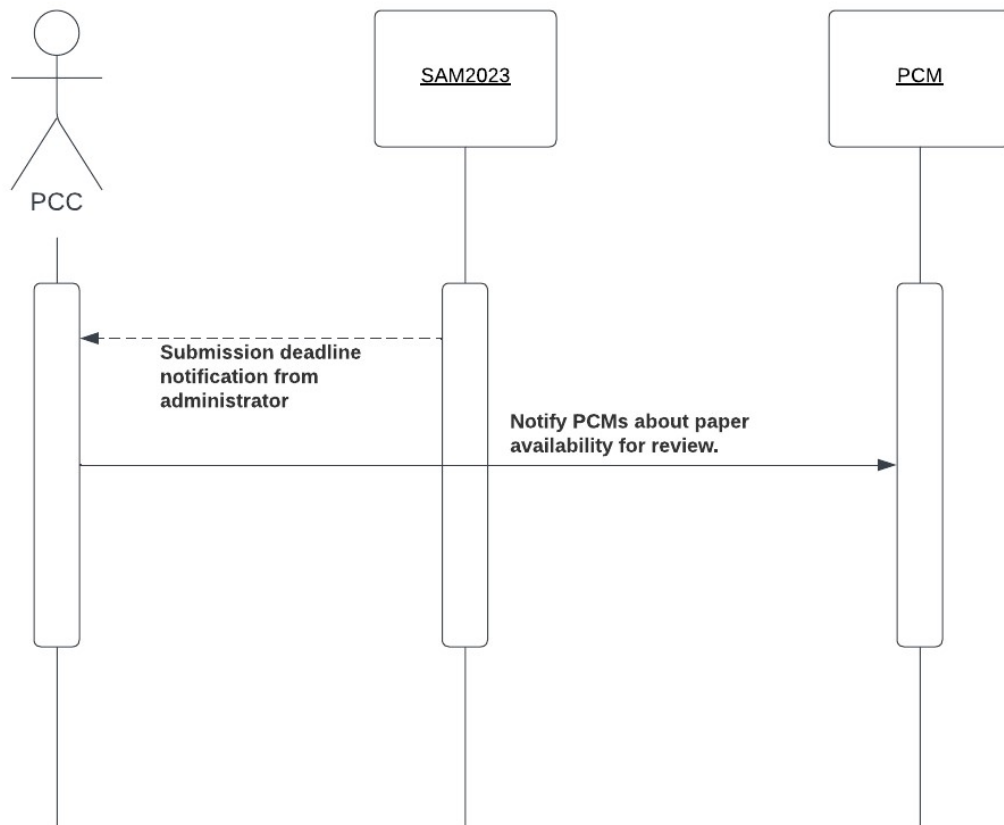 SAM2023
PCM
PCC
Submission deadline
notification from
administrator
Notify PCMs about paper
availability for review.